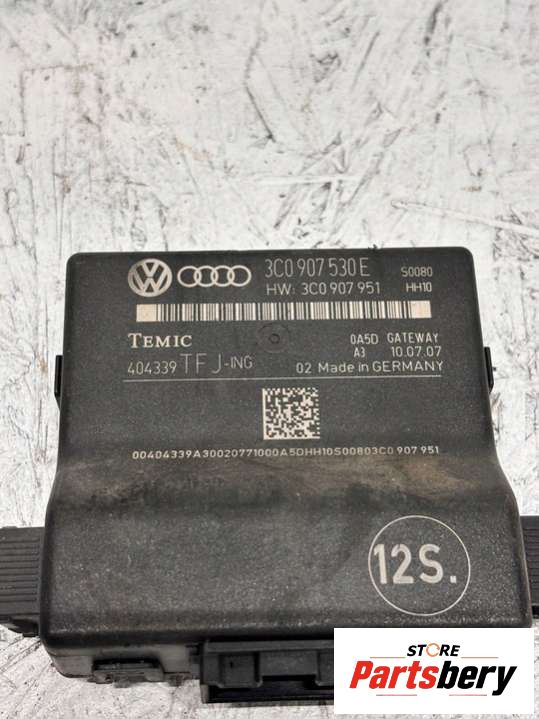 3C0 907 530 E S0080
HW: 3C0 907 951 HH10
TEMIC 0A5D GATEWAY
404339 TFJ-ING A3 10.07.07
02 Made in GERMANY
00404339A30020771000A5DHH10S00803C0 907 951
12S.
STORE
Partsbery